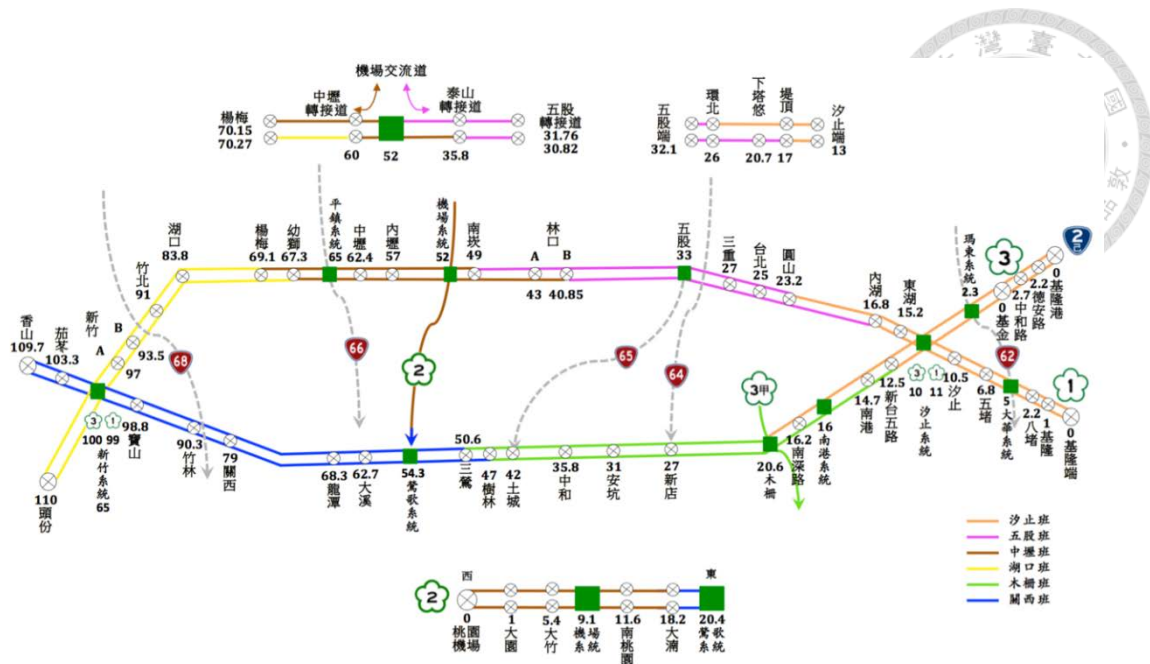 灣臺
國
機場交流道
中壢
轉接道
泰山
轉接道
楊梅
70.15
70.27
五股
轉接道
31.76
30.82
60
52
35.8
五股端
32.1
環北
下塔悠
堤頂
汐止端
13
26
20.7
17
香山
109.7
茄苳
103.3
新竹
A
B
97
93.5
竹北
91
湖口
83.8
楊梅
69.1
幼獅
67.3
平鎮系統
65
中壢
62.4
內壢
57
機場系統
52
南崁
49
林口
A
B
43
40.85
五股
33
三重
27
台北
25
圓山
23.2
內湖
16.8
東湖
15.2
瑪東系統
2.3
3
2己
0
基隆港
2.2
德安路
2.7
中和路
0
基金
68
66
2
65
64
62
3甲
1
3
1
100
99
新竹系統
65
110
頭份
98.8
寶山
90.3
竹林
79
關西
68.3
龍潭
62.7
大溪
54.3
鶯歌系統
50.6
三鶯
47
樹林
42
土城
35.8
中和
31
安坑
27
新店
20.6
木柵
16.2
南深路
16
南港系統
14.7
南港
12.5
新台五路
3
1
10
11
汐止系統
10.5
汐止
6.8
五堵
5
大華系統
2.2
八堵
1
基隆
0
基隆端
汐止班
五股班
中壢班
湖口班
木柵班
關西班
2
西
東
0
桃園
機場
1
大園
5.4
大竹
9.1
機場
系統
11.6
南桃園
18.2
大湳
20.4
鶯歌
系統